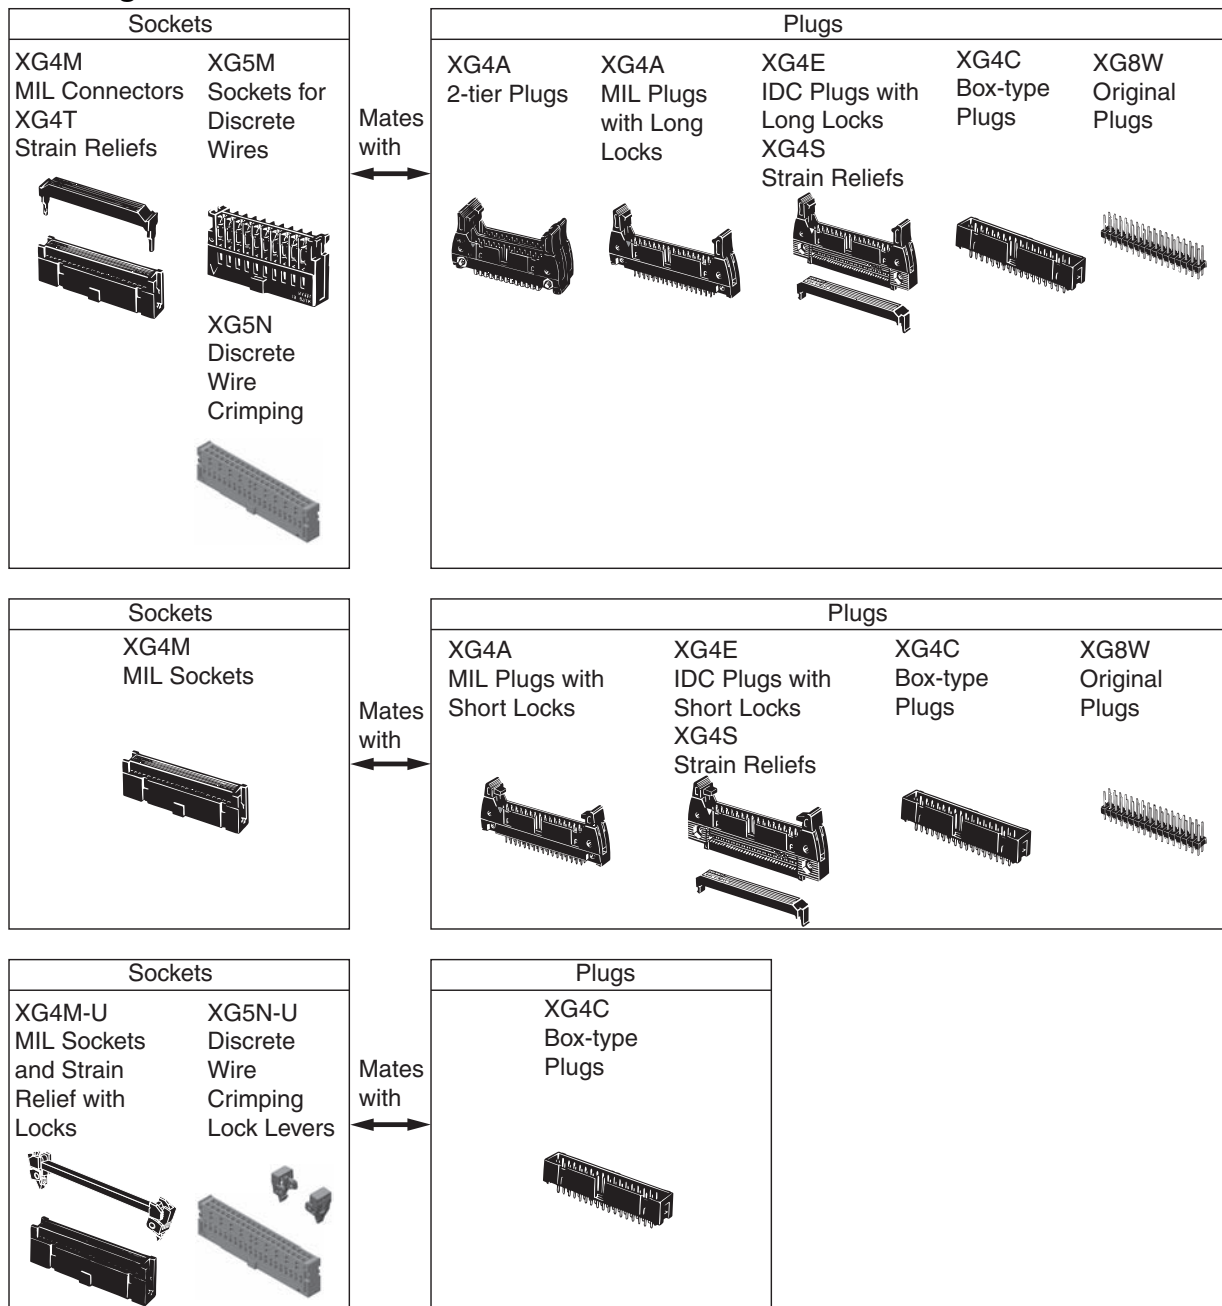 Sockets
XG4M
MIL Connectors
XG4T
Strain Reliefs
XG5M
Sockets for
Discrete
Wires
XG5N
Discrete
Wire
Crimping
Mates
with
Plugs
XG4A
2-tier Plugs
XG4A
MIL Plugs
with Long
Locks
XG4E
IDC Plugs with
Long Locks
XG4S
Strain Reliefs
XG4C
Box-type
Plugs
XG8W
Original
Plugs
Sockets
XG4M
MIL Sockets
Mates
with
Plugs
XG4A
MIL Plugs with
Short Locks
XG4E
IDC Plugs with
Short Locks
XG4S
Strain Reliefs
XG4C
Box-type
Plugs
XG8W
Original
Plugs
Sockets
XG4M-U
MIL Sockets
and Strain
Relief with
Locks
XG5N-U
Discrete
Wire
Crimping
Lock Levers
Mates
with
Plugs
XG4C
Box-type
Plugs